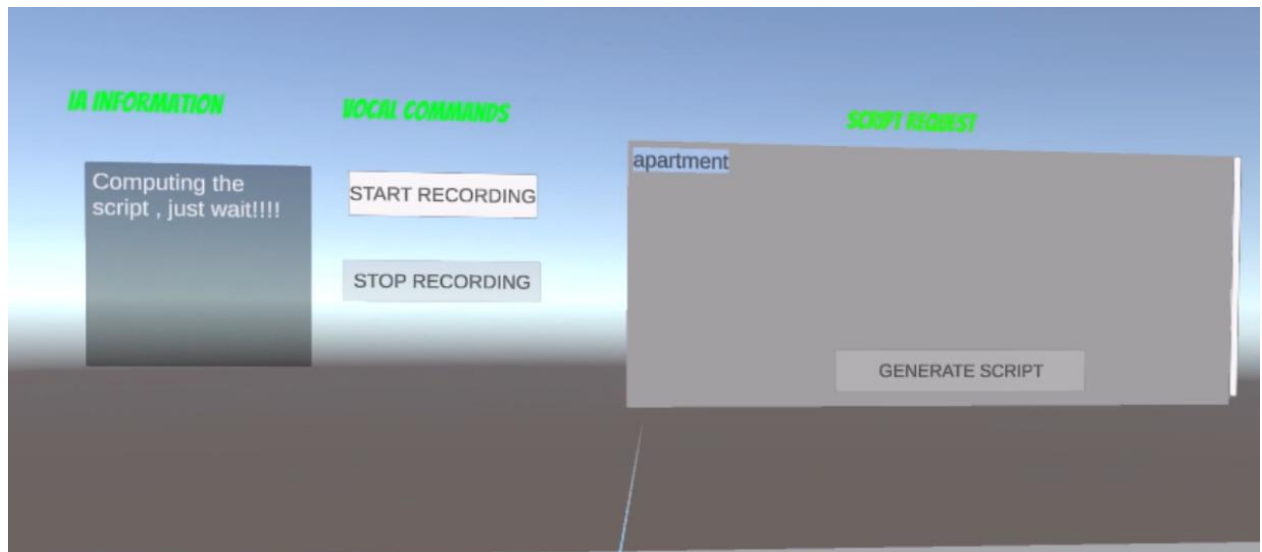 IA INFORMATION
Computing the
script , just wait!!!!
VOCAL COMMANDS
START RECORDING
STOP RECORDING
SCRIPT REQUEST
apartment
GENERATE SCRIPT